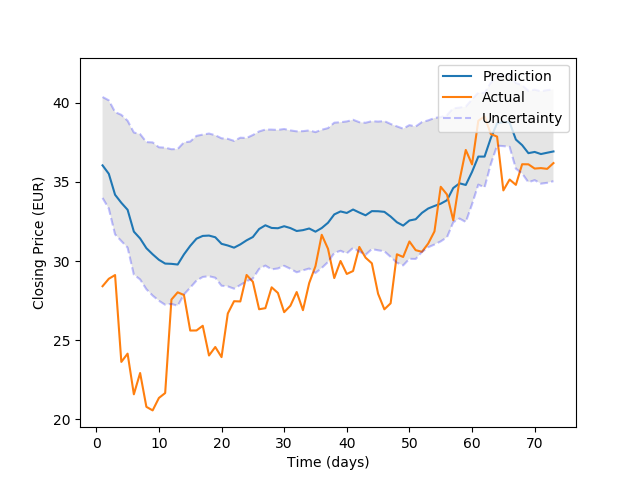 Prediction
Actual
Uncertainty
Closing Price (EUR)
40
35
30
25
20
0 10 20 30 40 50 60 70
Time (days)